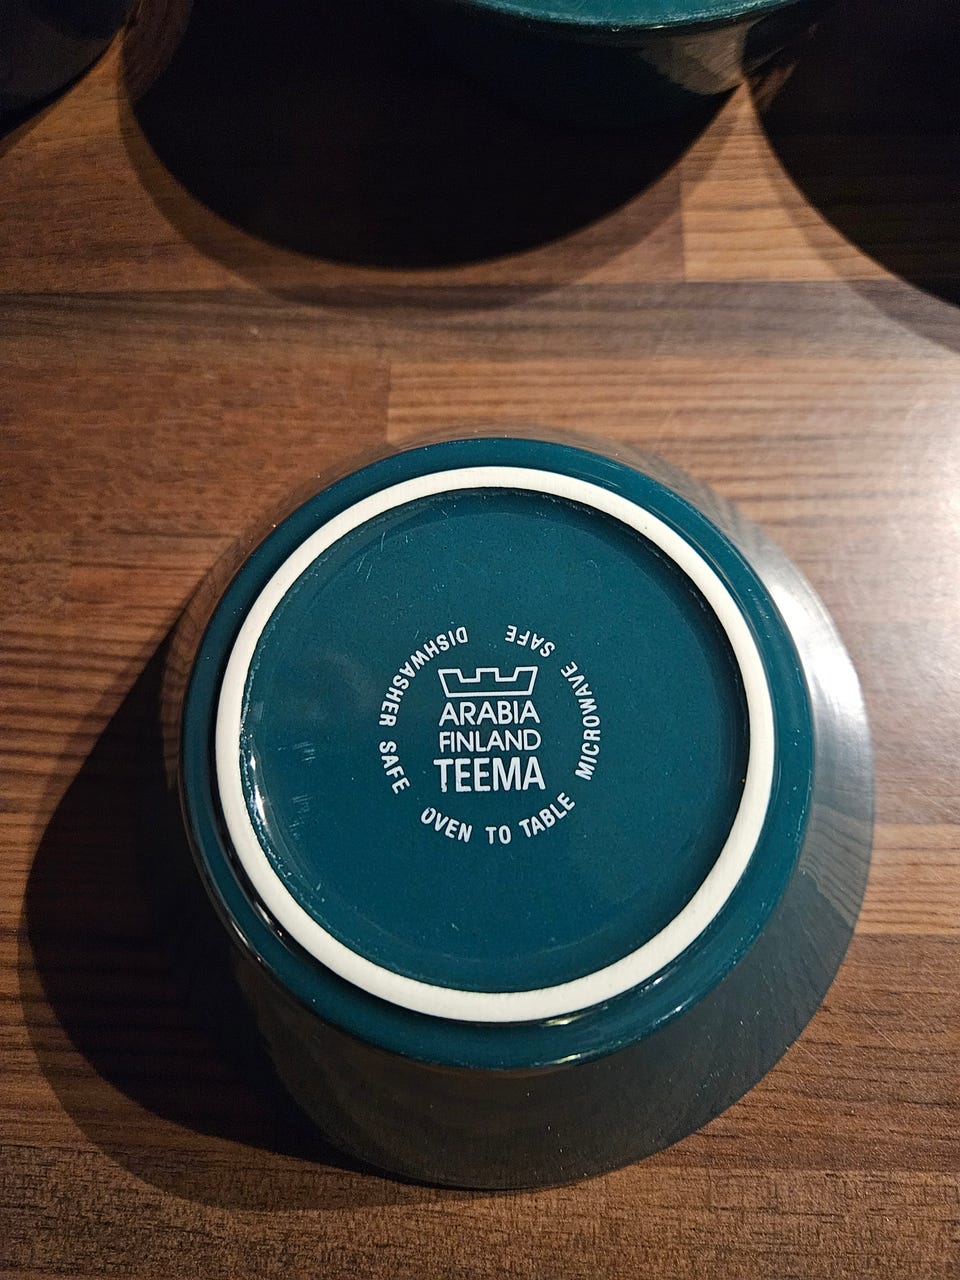 ARABIA
FINLAND
TEEMA
DISHWASHER SAFE
OVEN TO TABLE
MICROWAVE SAFE